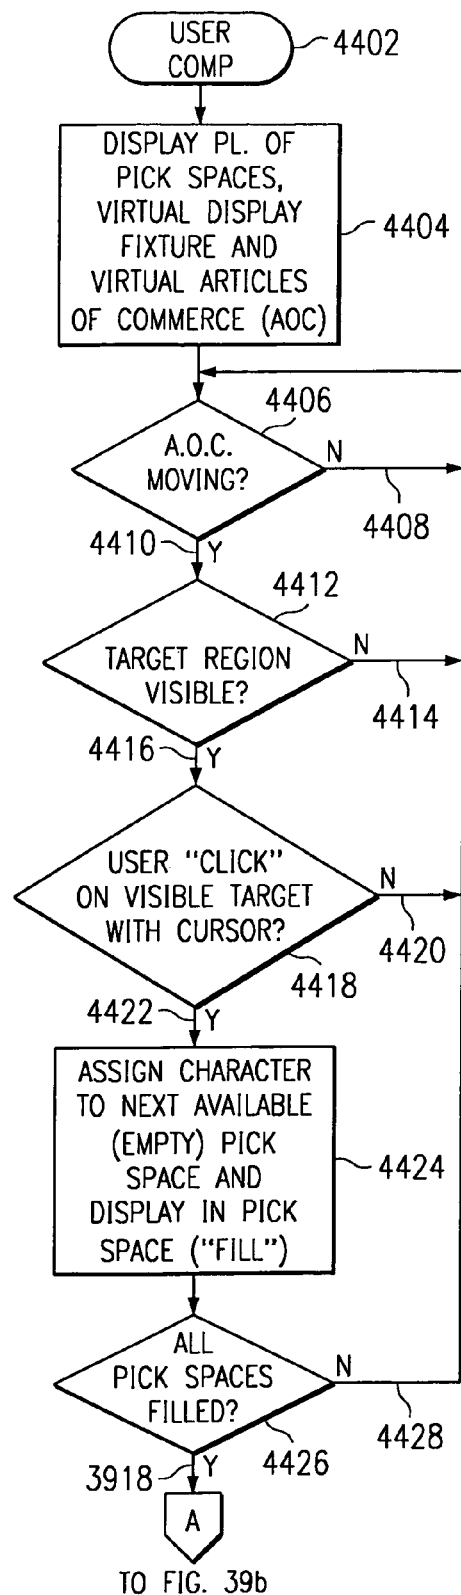 USER
COMP
4402
DISPLAY PL. OF
PICK SPACES,
VIRTUAL DISPLAY
FIXTURE AND
VIRTUAL ARTICLES
OF COMMERCE (AOC)
4404
4406
A.O.C.
MOVING?
N
4408
4410
Y
4412
TARGET REGION
VISIBLE?
N
4414
4416
Y
USER "CLICK"
ON VISIBLE TARGET
WITH CURSOR?
N
4420
4418
4422
Y
ASSIGN CHARACTER
TO NEXT AVAILABLE
(EMPTY) PICK
SPACE AND
DISPLAY IN PICK
SPACE ("FILL")
4424
ALL
PICK SPACES
FILLED?
N
4428
4426
3918
Y
A
TO FIG. 39b